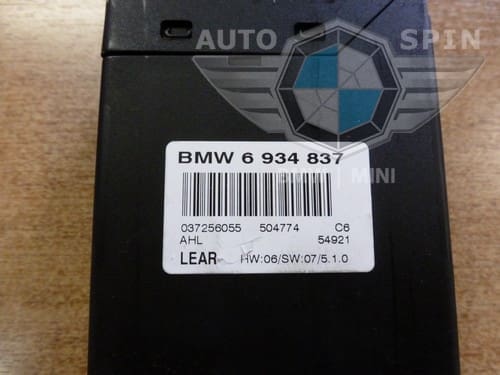 AUTO SPIN
BMW 6 934 837
BMW | MINI
037256055 504774 C6
AHL 54921
LEAR HW:06/SW:07/5.1.0